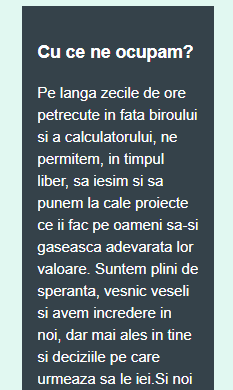 Cu ce ne ocupam?
Pe langa zecile de ore
petrecute in fata biroului
si a calculatorului, ne
permitem, in timpul
liber, sa iesim si sa
punem la cale proiecte
ce ii fac pe oameni sa-si
gaseasca adevarata lor
valoare. Suntem plini de
speranta, vesnic veseli
si avem incredere in
noi, dar mai ales in tine
si deciziile pe care
urmeaza sa le iei.Si noi